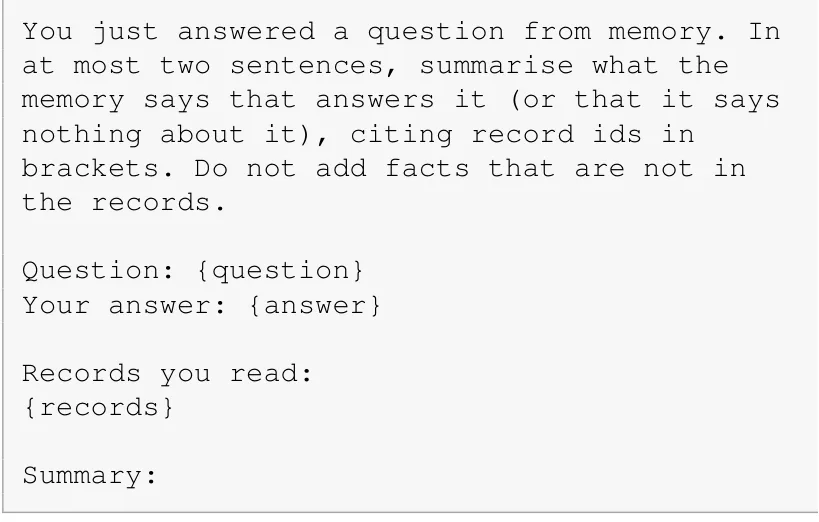 You just answered a question from memory. In
at most two sentences, summarise what the
memory says that answers it (or that it says
nothing about it), citing record ids in
brackets. Do not add facts that are not in
the records.
Question: {question}
Your answer: {answer}
Records you read:
{records}
Summary: